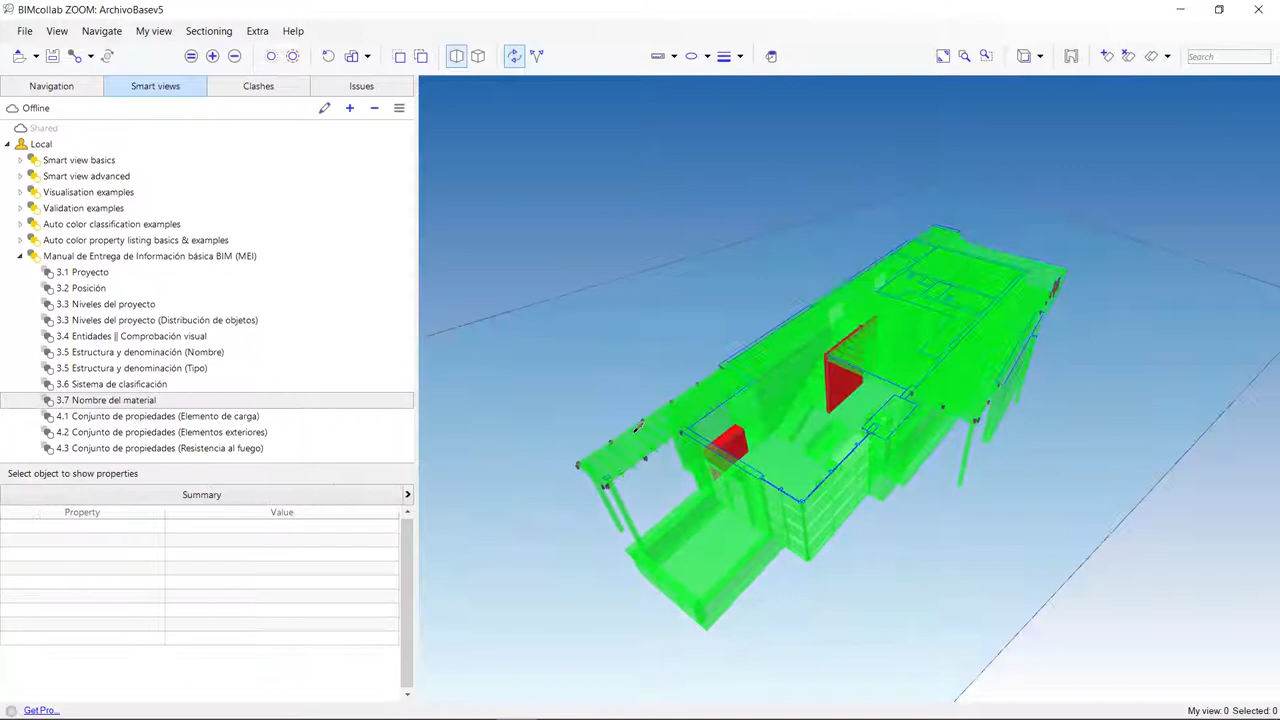 BIMcollab ZOOM: ArchivoBasev5
File View Navigate My view Sectioning Extra Help
Search
Navigation Smart views Clashes Issues
Offline
Shared
Local
Smart view basics
Smart view advanced
Visualisation examples
Validation examples
Auto color classification examples
Auto color property listing basics & examples
Manual de Entrega de Información básica BIM (MEI)
3.1 Proyecto
3.2 Posición
3.3 Niveles del proyecto
3.3 Niveles del proyecto (Distribución de objetos)
3.4 Entidades || Comprobación visual
3.5 Estructura y denominación (Nombre)
3.5 Estructura y denominación (Tipo)
3.6 Sistema de clasificación
3.7 Nombre del material
4.1 Conjunto de propiedades (Elemento de carga)
4.2 Conjunto de propiedades (Elementos exteriores)
4.3 Conjunto de propiedades (Resistencia al fuego)
Select object to show properties
Summary
Property Value
Get Pro...
My view: 0 Selected: 0